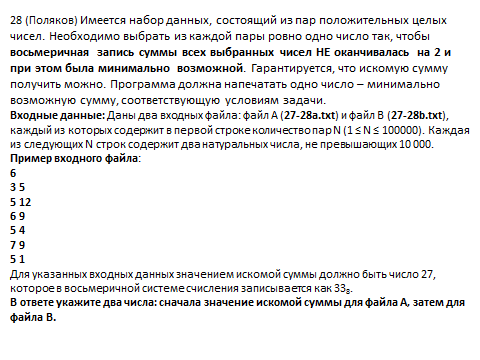 28 (Поляков) Имеется набор данных, состоящий из пар положительных целых
чисел. Необходимо выбрать из каждой пары ровно одно число так, чтобы
восьмеричная запись суммы всех выбранных чисел НЕ оканчивалась на 2 и
при этом была минимально возможной. Гарантируется, что искомую сумму
получить можно. Программа должна напечатать одно число – минимально
возможную сумму, соответствующую условиям задачи.
Входные данные: Даны два входных файла: файл A (27-28a.txt) и файл B (27-28b.txt),
каждый из которых содержит в первой строке количество пар N (1 ≤ N ≤ 100000). Каждая
из следующих N строк содержит два натуральных числа, не превышающих 10 000.
Пример входного файла:
6
3 5
5 12
6 9
5 4
7 9
5 1
Для указанных входных данных значением искомой суммы должно быть число 27,
которое в восьмеричной системе счисления записывается как 33₈.
В ответе укажите два числа: сначала значение искомой суммы для файла А, затем для
файла B.